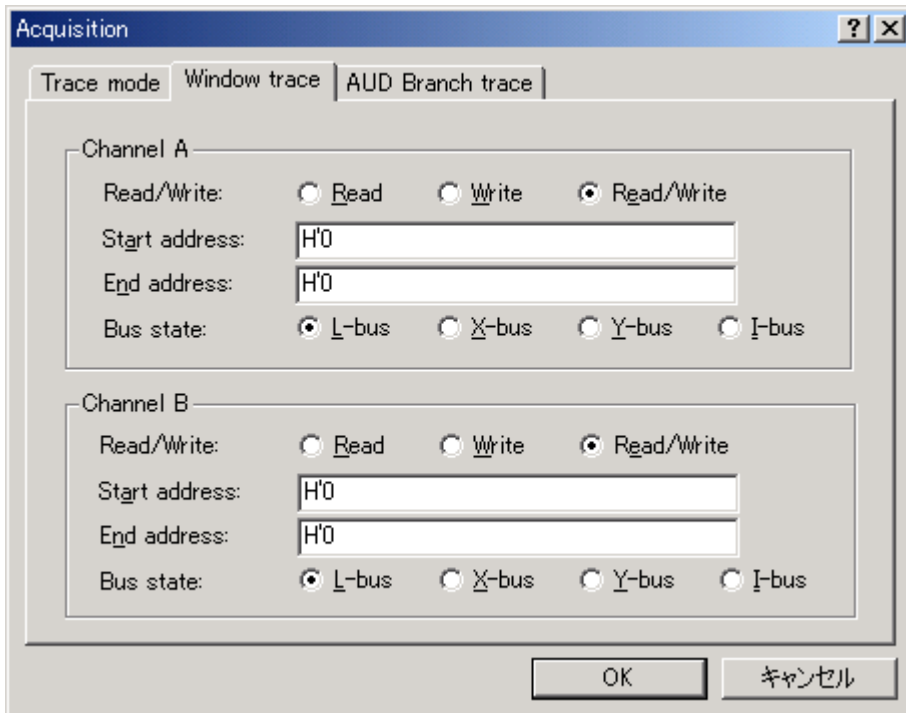 Acquisition
Trace mode Window trace AUD Branch trace
Channel A
Read/Write: Read Write Read/Write
Start address: H'0
End address: H'0
Bus state: L-bus X-bus Y-bus I-bus
Channel B
Read/Write: Read Write Read/Write
Start address: H'0
End address: H'0
Bus state: L-bus X-bus Y-bus I-bus
OK キャンセル